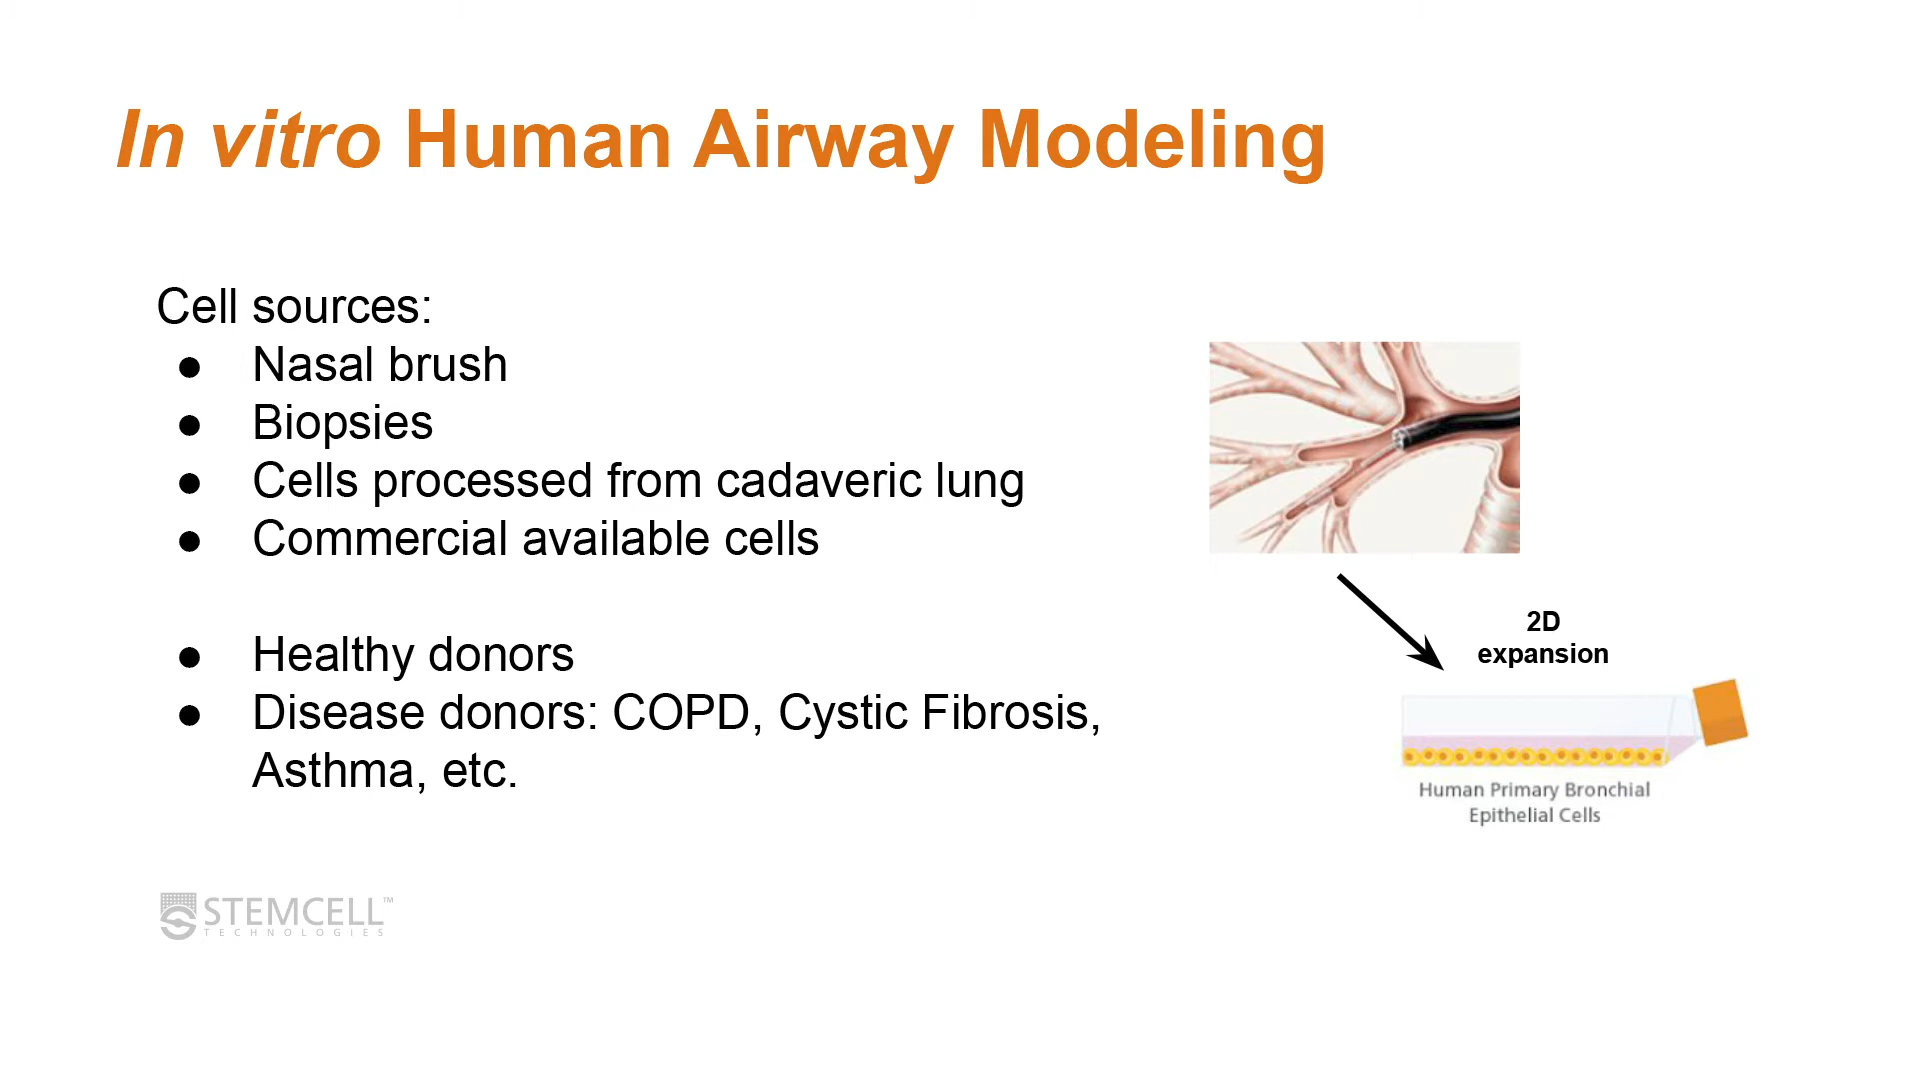 In vitro Human Airway Modeling
Cell sources:
● Nasal brush
● Biopsies
● Cells processed from cadaveric lung
● Commercial available cells
● Healthy donors
● Disease donors: COPD, Cystic Fibrosis,
Asthma, etc.
2D
expansion
Human Primary Bronchial
Epithelial Cells
STEMCELL™
TECHNOLOGIES